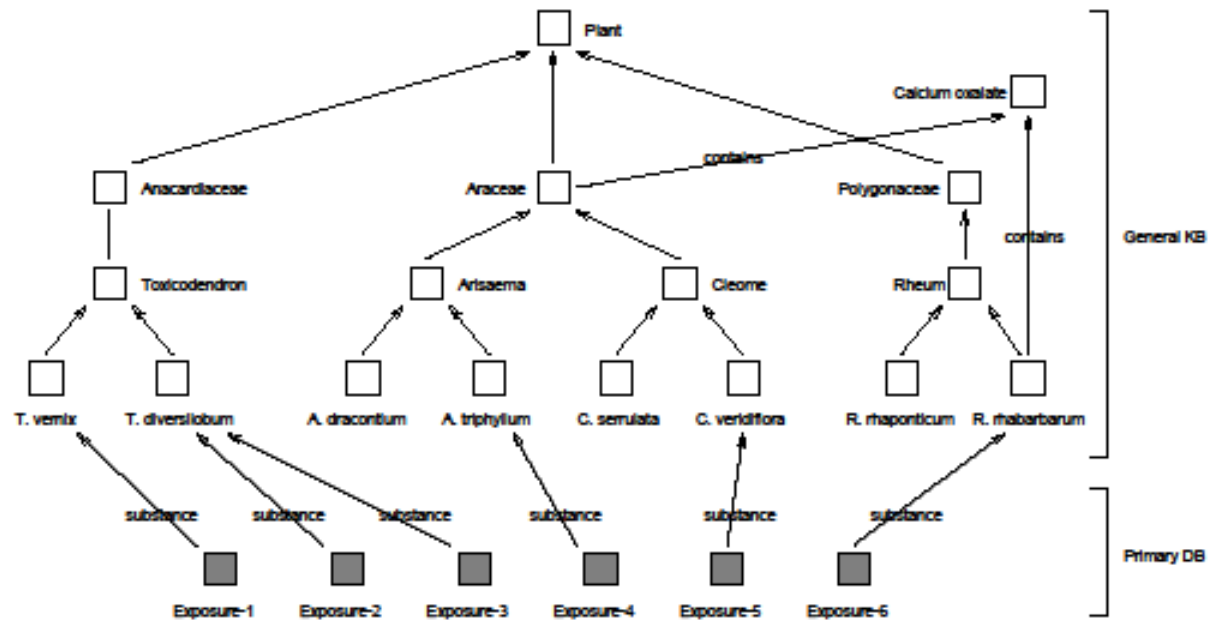 Plant
Calcium oxalate
contains
Anacardiaceae
Araceae
Polygonaceae
contains
General KB
Toxicodendron
Arisaema
Cleome
Rheum
T. vernix
T. diversilobum
A. dracontium
A. triphylium
C. serrulata
C. veridiflora
R. rhaponticum
R. rhabarbarum
substance
substance
substance
substance
substance
substance
Primary DB
Exposure-1
Exposure-2
Exposure-3
Exposure-4
Exposure-5
Exposure-6